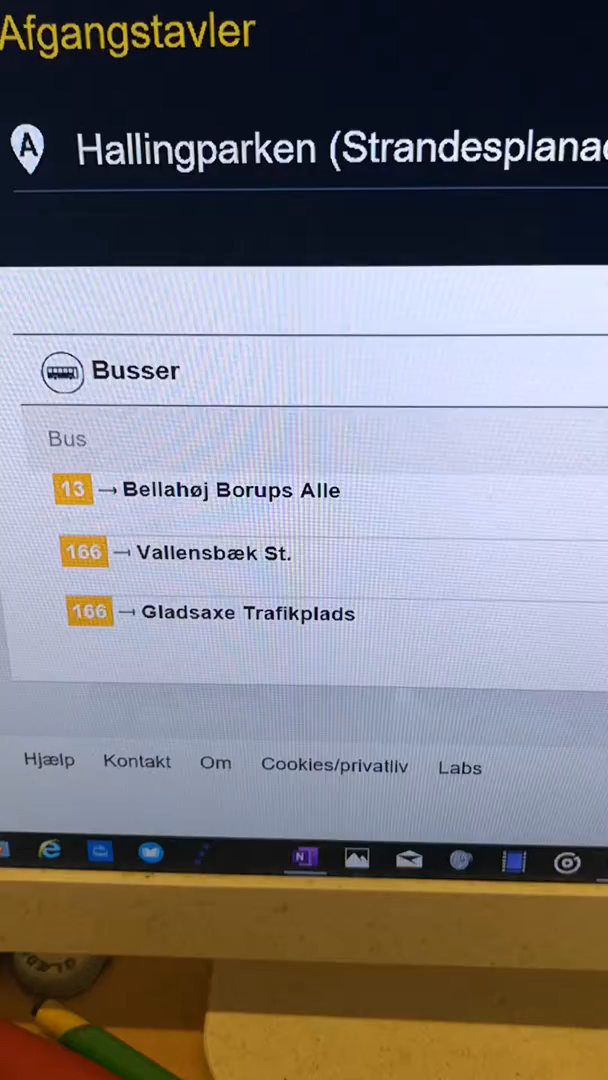 Afgangstavler
A
Hallingparken (Strandesplana
Busser
Bus
13 → Bellahøj Borups Alle
166 → Vallensbæk St.
166 → Gladsaxe Trafikplads
Hjælp Kontakt Om Cookies/privatliv Labs